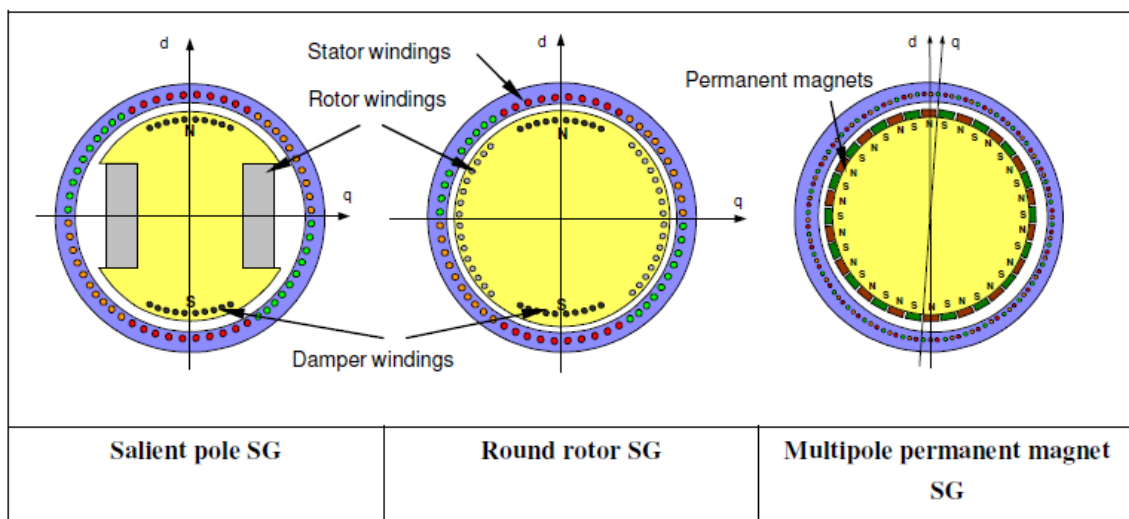 d
d
d q
Stator windings
Permanent magnets
Rotor windings
N
N
q
q
S
S
Damper windings
N S N S N S N S N S N S N S N S N S N S N S N S N S N S
Salient pole SG
Round rotor SG
Multipole permanent magnet
SG